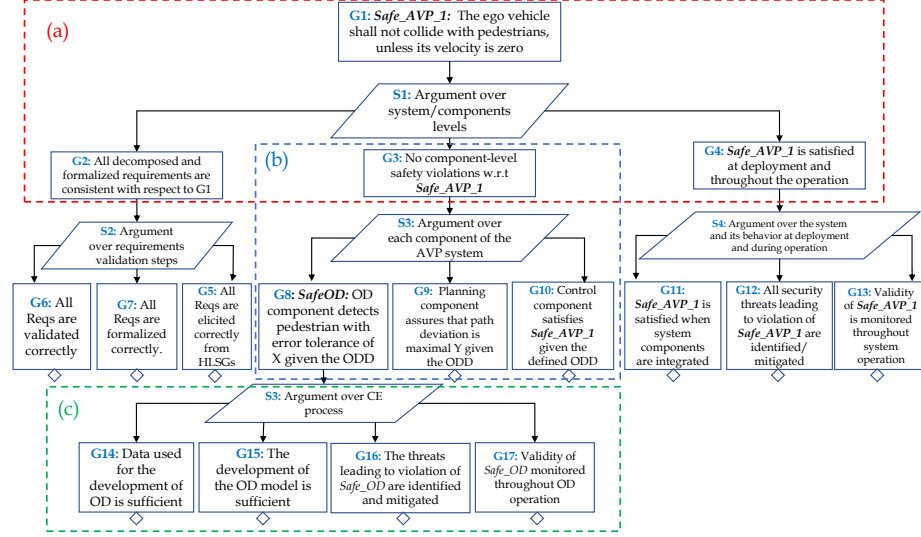 (a)
G1: Safe_AVP_1: The ego vehicle
shall not collide with pedestrians,
unless its velocity is zero
S1: Argument over
system/components
levels
G2: All decomposed and
formalized requirements are
consistent with respect to G1
(b)
G3: No component-level
safety violations w.r.t
Safe_AVP_1
G4: Safe_AVP_1 is satisfied
at deployment and
throughout the operation
S2: Argument
over requirements
validation steps
S3: Argument over
each component of the
AVP system
S4: Argument over the system
and its behavior at deployment
and during operation
G6: All
Reqs are
validated
correctly
G7: All
Reqs are
formalized
correctly.
G5: All
Reqs are
elicited
correctly
from
HLSGs
G8: SafeOD: OD
component detects
pedestrian with
error tolerance of
X given the ODD
G9: Planning
component
assures that path
deviation is
maximal Y given
the ODD
G10: Control
component
satisfies
Safe_AVP_1
given the
defined ODD
G11:
Safe_AVP_1 is
satisfied when
system
components
are integrated
G12: All security
threats leading
to violation of
Safe_AVP_1 are
identified/
mitigated
G13: Validity
of Safe_AVP_1
is monitored
throughout
system
operation
(c)
S3: Argument over CE
process
G14: Data used
for the
development of
OD is sufficient
G15: The
development of
the OD model is
sufficient
G16: The threats
leading to violation of
Safe_OD are identified
and mitigated
G17: Validity of
Safe_OD monitored
throughout OD
operation